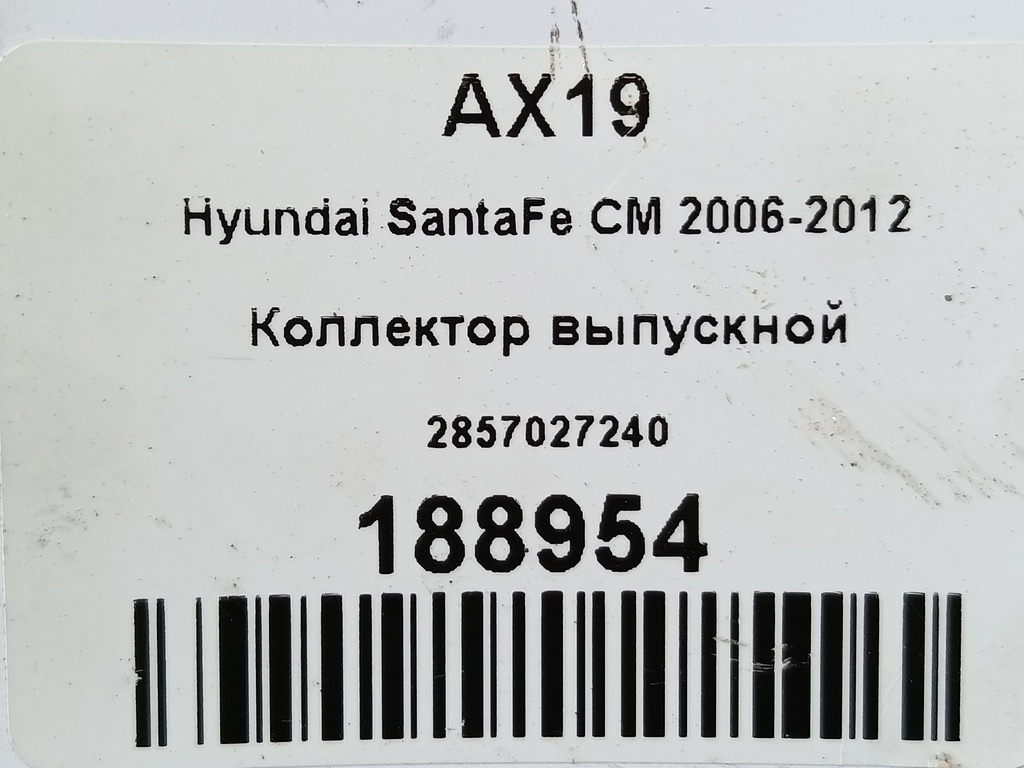 AX19
Hyundai SantaFe CM 2006-2012
Коллектор выпускной
2857027240
188954